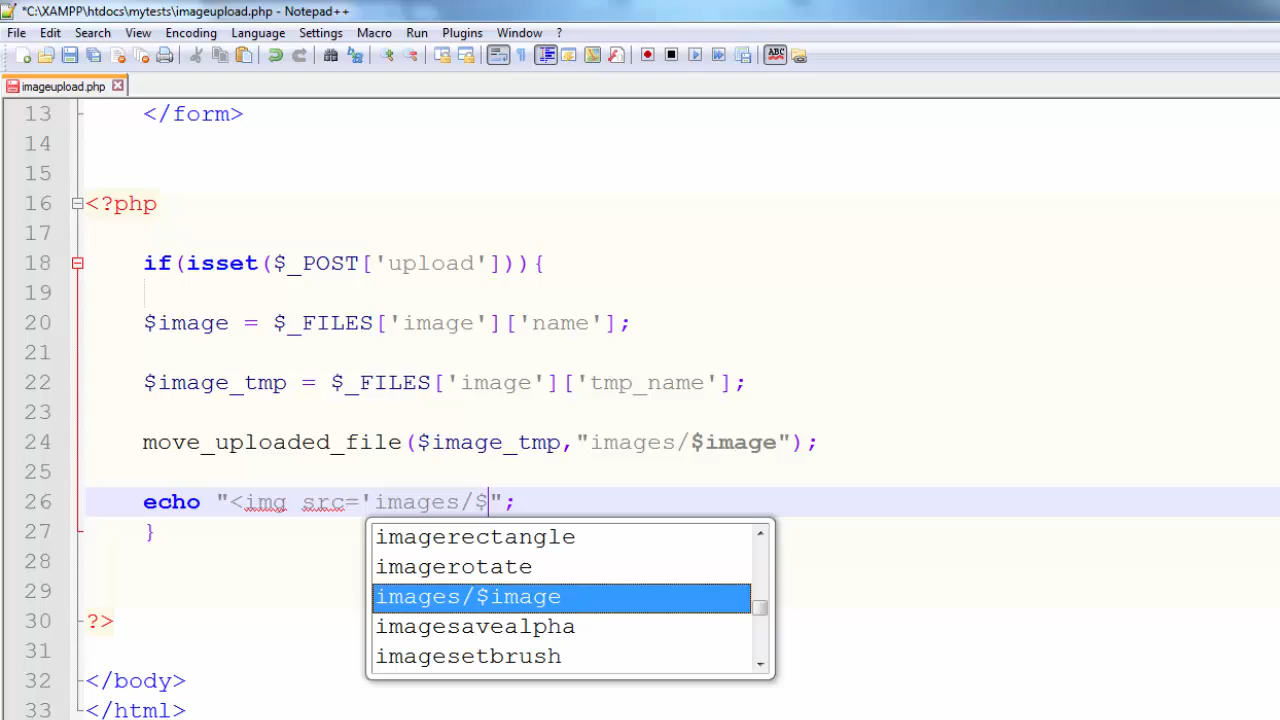 *C:\XAMPP\htdocs\mytests\imageupload.php - Notepad++
File Edit Search View Encoding Language Settings Macro Run Plugins Window ?
ABC
imageupload.php
13 </form>
14
15
16 <?php
17
18 if(isset($_POST['upload'])){
19
20 $image = $_FILES['image']['name'];
21
22 $image_tmp = $_FILES['image']['tmp_name'];
23
24 move_uploaded_file($image_tmp,"images/$image");
25
26 echo "<img src='images/$";
27 }
imagerectangle
28 imagerotate
29 images/$image
30 ?> imagesavealpha
31 imagesetbrush
32 </body>
33 </html>